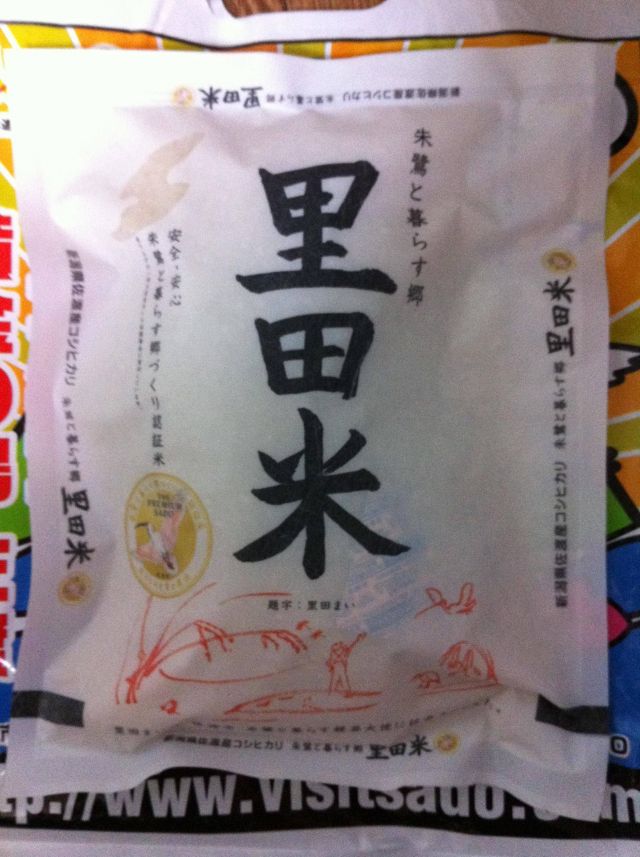 新潟県佐渡産コシヒカリ 朱鷺と暮らす郷 里田米
朱鷺と暮らす郷
里田米
安全・安心
朱鷺と暮らす郷づくり認証米
新潟県佐渡産コシヒカリ 朱鷺と暮らす郷 里田米
新潟県佐渡産コシヒカリ 朱鷺と暮らす郷 里田米
THE
PREMIUM
SADO
題字：里田まい
新潟県佐渡産コシヒカリ 朱鷺と暮らす郷 里田米
www.visitsado.